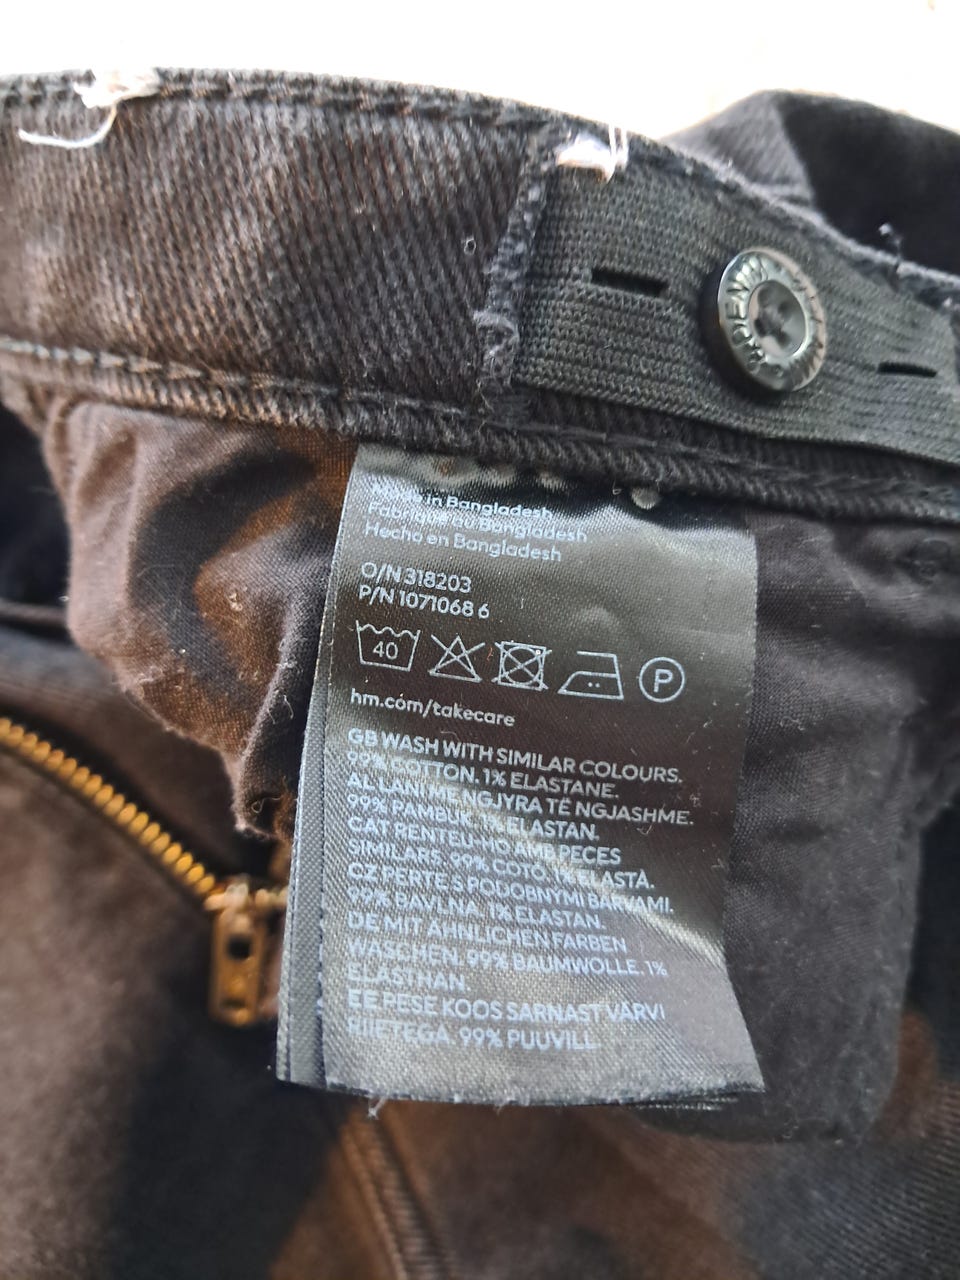 Made in Bangladesh
Fabriqué au Bangladesh
Hecho en Bangladesh
O/N 318203
P/N 1071068 6
40
P
hm.com/takecare
GB WASH WITH SIMILAR COLOURS.
99% COTTON. 1% ELASTANE.
AL LANI ME NGJYRA TË NGJASHME.
99% PAMBUK. 1% ELASTAN.
CAT RENTEU-HO AMB PECES
SIMILARS. 99% COTÓ. 1% ELASTÀ.
CZ PERTE S PODOBNÝMI BARVAMI.
99% BAVLNA. 1% ELASTAN.
DE MIT ÄHNLICHEN FARBEN
WASCHEN. 99% BAUMWOLLE. 1%
ELASTHAN.
EE PESE KOOS SARNAST VÄRVI
RIIETEGA. 99% PUUVILL.